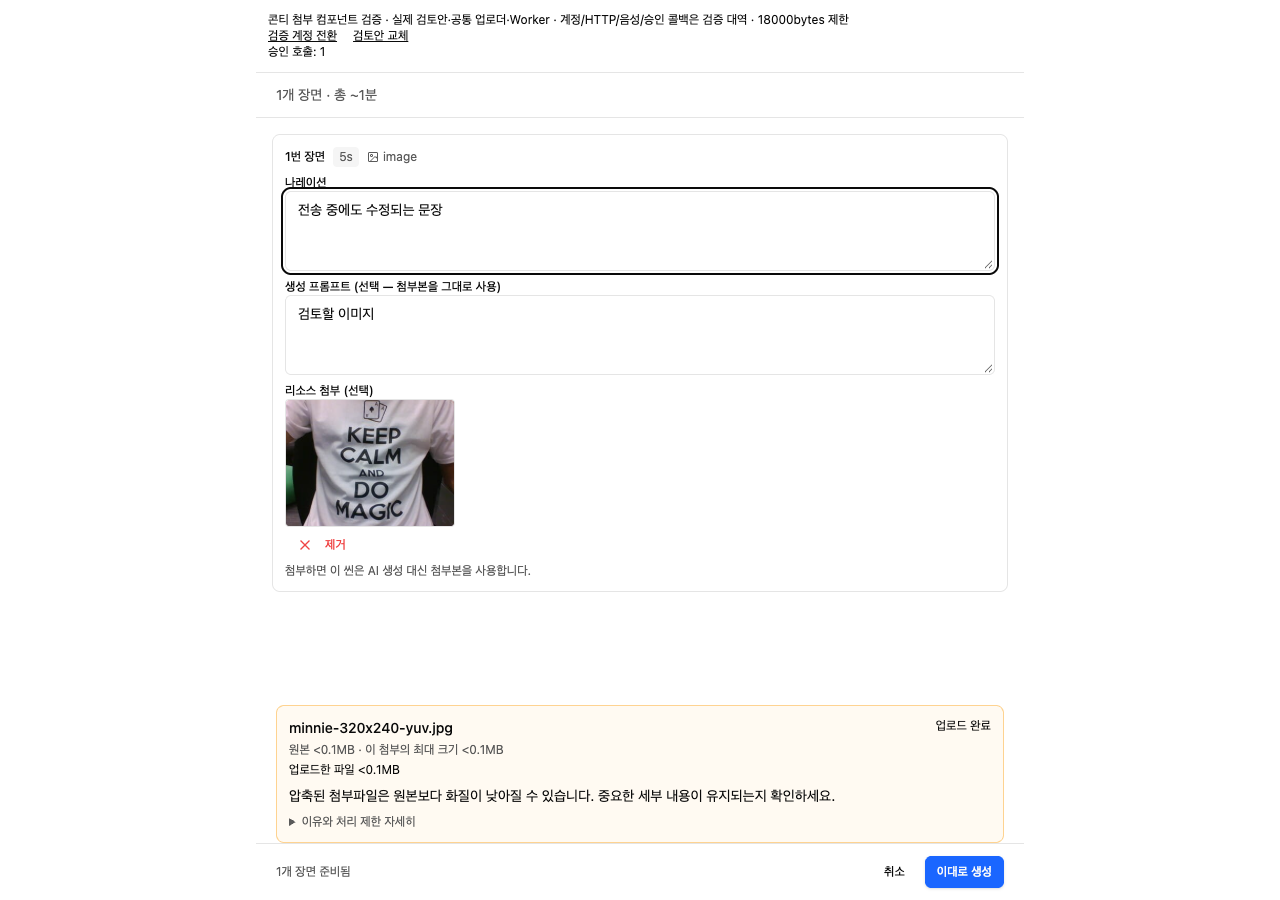 콘티 첨부 컴포넌트 검증 · 실제 검토안·공통 업로더·Worker · 계정/HTTP/음성/승인 콜백은 검증 대역 · 18000bytes 제한
검증 계정 전환 검토안 교체
승인 호출: 1
1개 장면 · 총 ~1분
1번 장면 5s image
나레이션
전송 중에도 수정되는 문장
생성 프롬프트 (선택 — 첨부본을 그대로 사용)
검토할 이미지
리소스 첨부 (선택)
KEEP
CALM
AND
DO
MAGIC
제거
첨부하면 이 씬은 AI 생성 대신 첨부본을 사용합니다.
minnie-320x240-yuv.jpg 업로드 완료
원본 <0.1MB · 이 첨부의 최대 크기 <0.1MB
업로드한 파일 <0.1MB
압축된 첨부파일은 원본보다 화질이 낮아질 수 있습니다. 중요한 세부 내용이 유지되는지 확인하세요.
이유와 처리 제한 자세히
1개 장면 준비됨 취소 이대로 생성